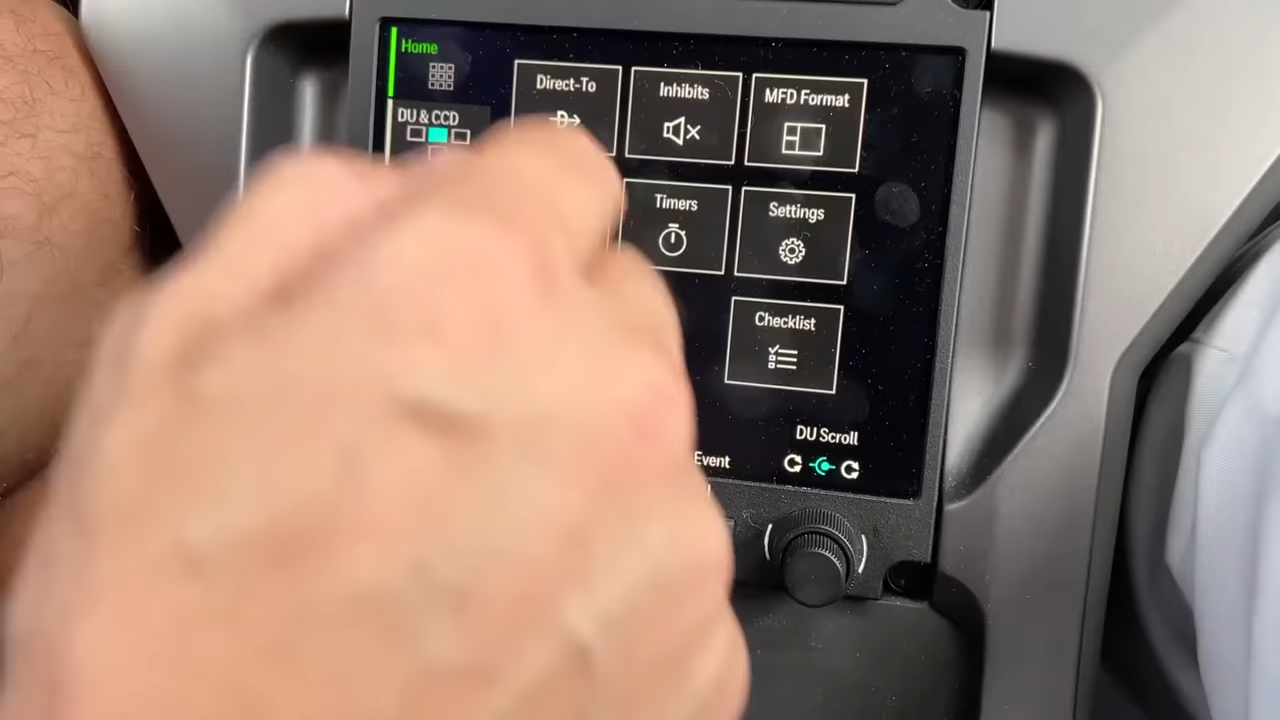 Home
DU & CCD
Direct-To
Inhibits
MFD Format
Timers
Settings
Checklist
Event
DU Scroll